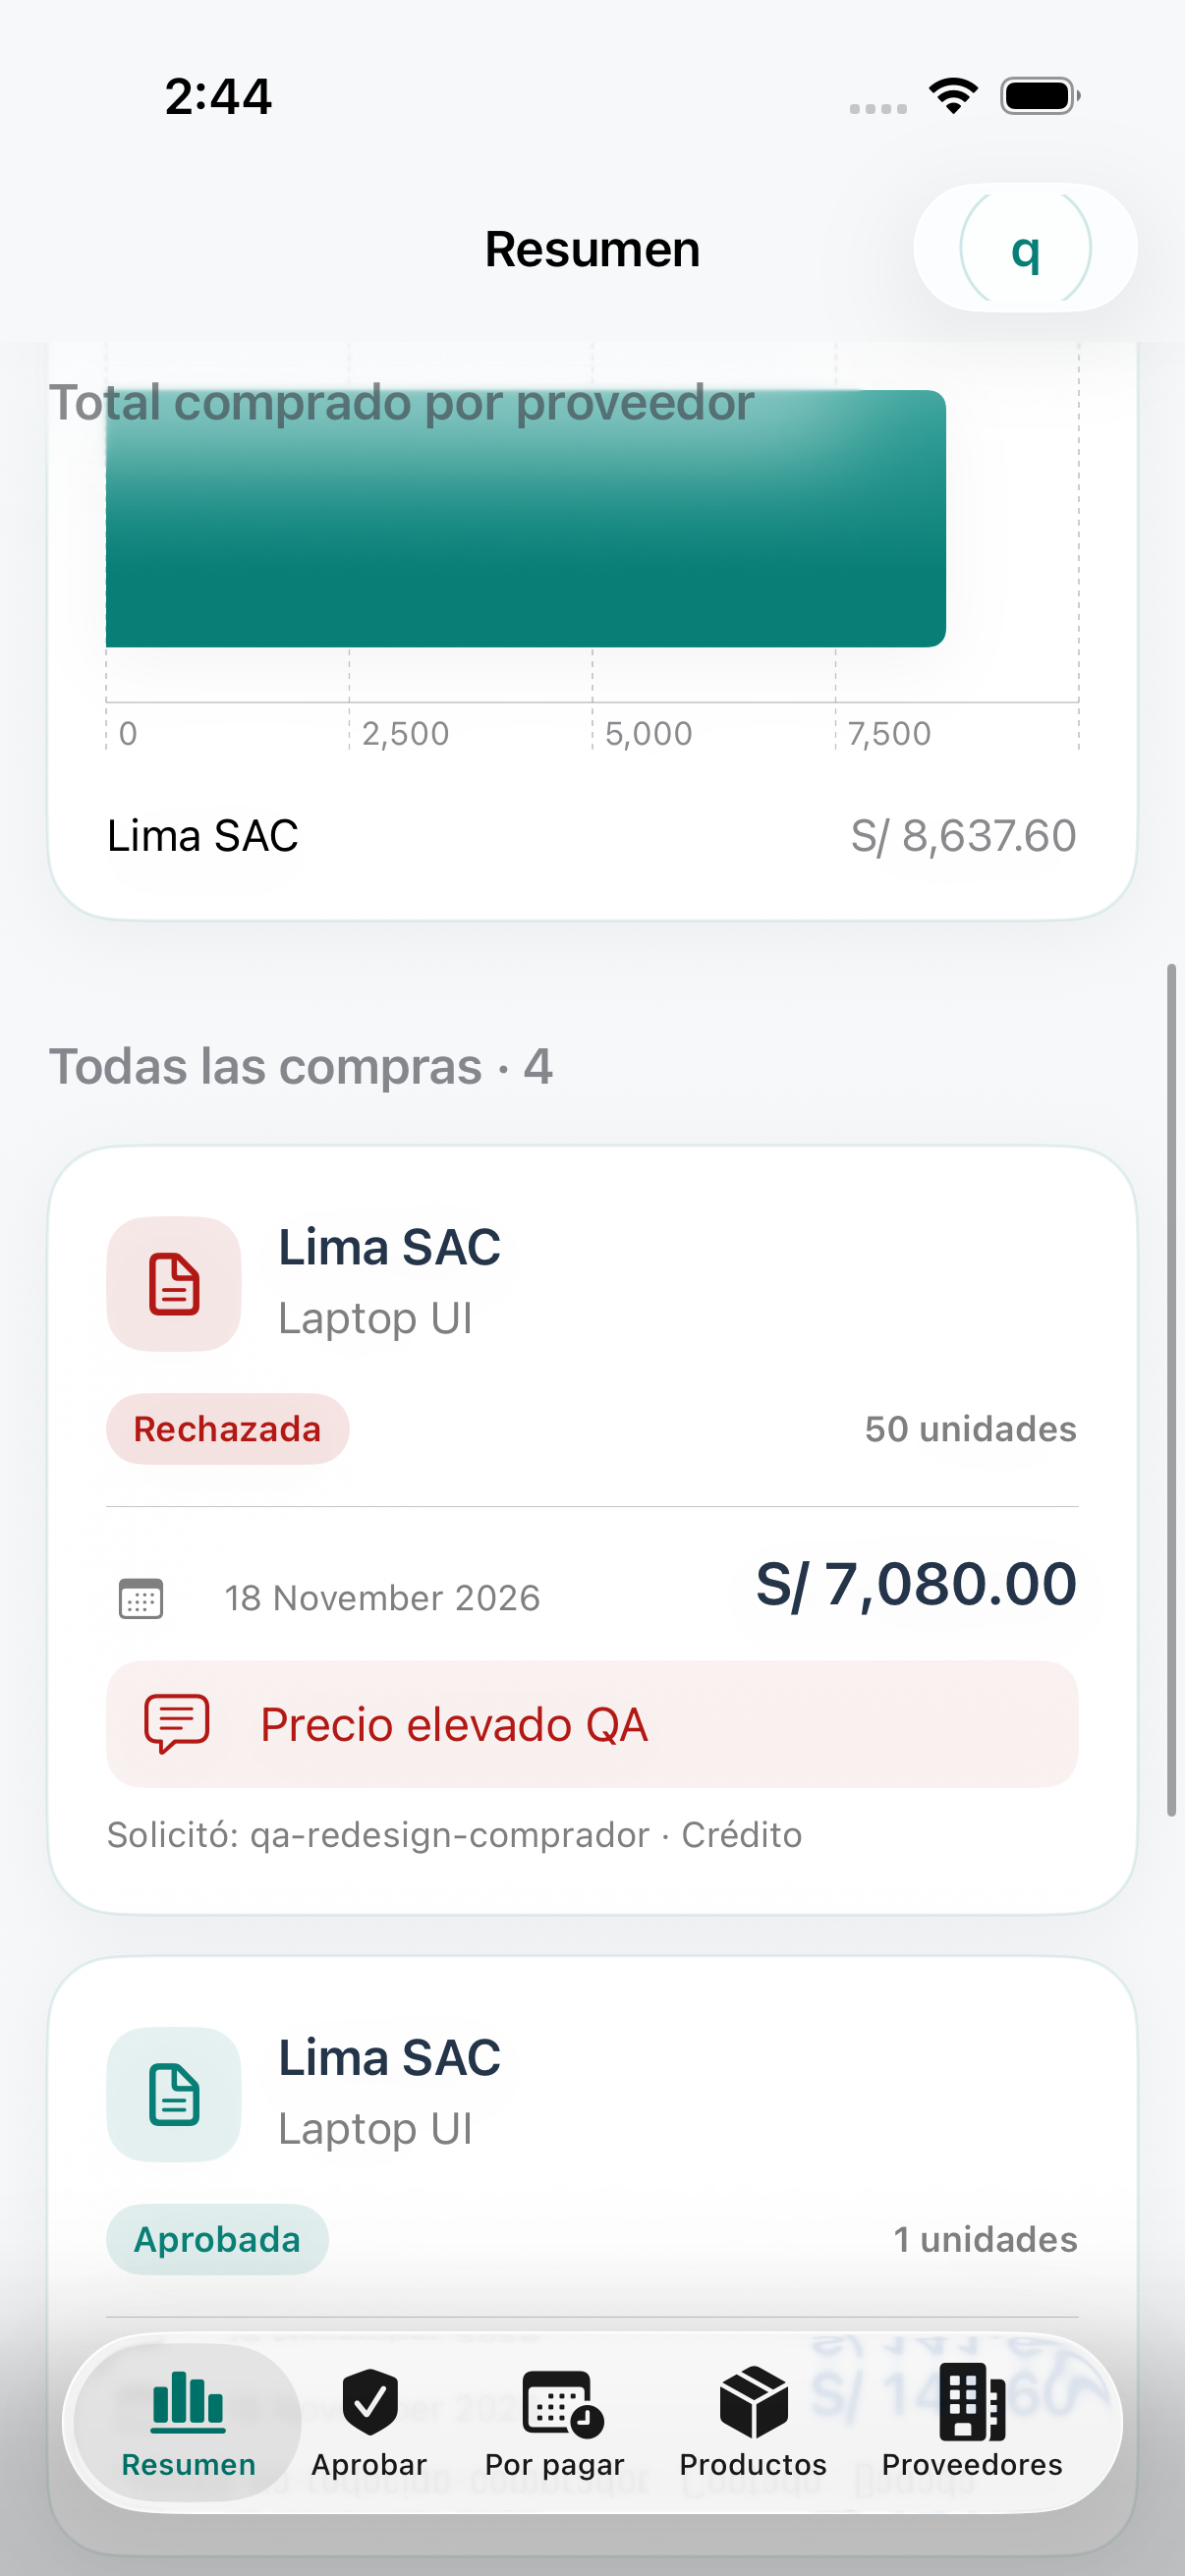 2:44
Resumen
q
Total comprado por proveedor
0 2,500 5,000 7,500
Lima SAC S/ 8,637.60
Todas las compras · 4
Lima SAC
Laptop UI
Rechazada 50 unidades
18 November 2026 S/ 7,080.00
Precio elevado QA
Solicitó: qa-redesign-comprador · Crédito
Lima SAC
Laptop UI
Aprobada 1 unidades
Resumen Aprobar Por pagar Productos Proveedores